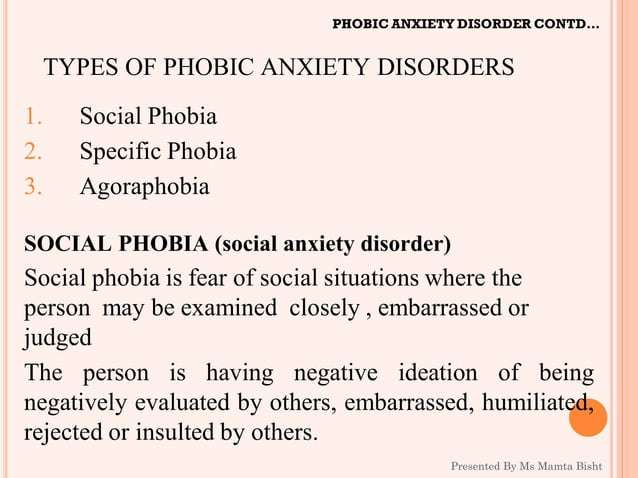 PHOBIC ANXIETY DISORDER CONTD...
TYPES OF PHOBIC ANXIETY DISORDERS
1. Social Phobia
2. Specific Phobia
3. Agoraphobia
SOCIAL PHOBIA (social anxiety disorder)
Social phobia is fear of social situations where the
person may be examined closely , embarrassed or
judged
The person is having negative ideation of being
negatively evaluated by others, embarrassed, humiliated,
rejected or insulted by others.
Presented By Ms Mamta Bisht